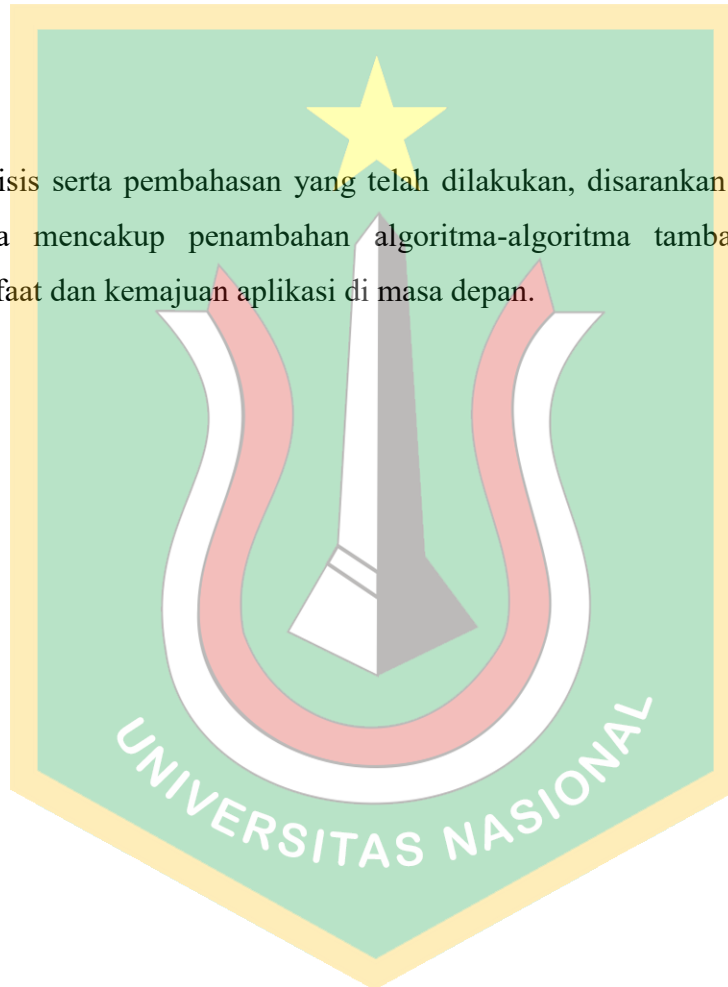 isis serta pembahasan yang telah dilakukan, disarankan
a mencakup penambahan algoritma-algoritma tamba
faat dan kemajuan aplikasi di masa depan.
UNIVERSITAS NASIONAL